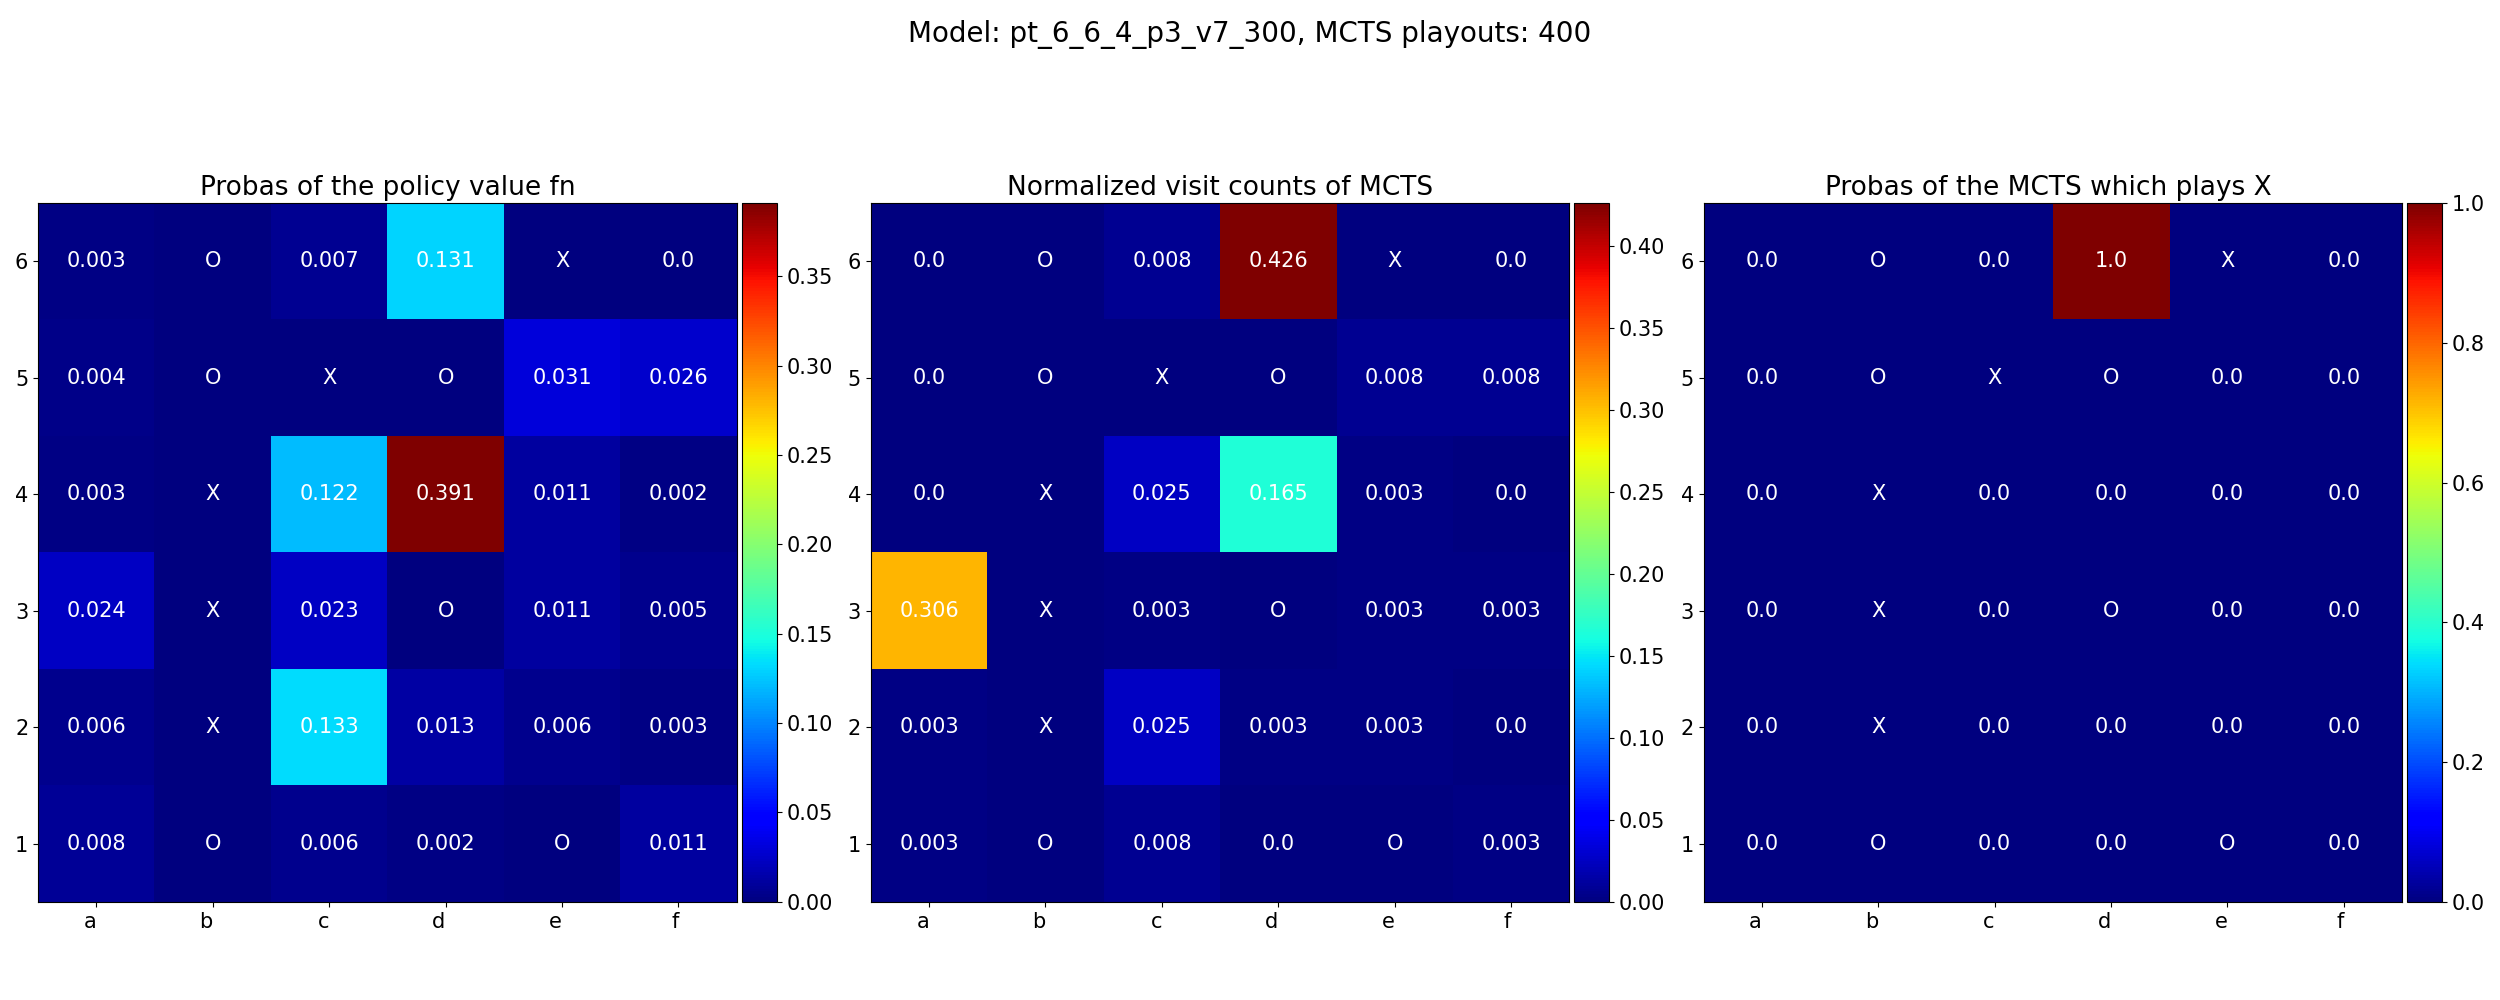 Model: pt_6_6_4_p3_v7_300, MCTS playouts: 400
Probas of the policy value fn
6 0.003 O 0.007 0.131 X 0.0
5 0.004 O X O 0.031 0.026
4 0.003 X 0.122 0.391 0.011 0.002
3 0.024 X 0.023 O 0.011 0.005
2 0.006 X 0.133 0.013 0.006 0.003
1 0.008 O 0.006 0.002 O 0.011
a b c d e f
0.35
0.30
0.25
0.20
0.15
0.10
0.05
0.00
Normalized visit counts of MCTS
6 0.0 O 0.008 0.426 X 0.0
5 0.0 O X O 0.008 0.008
4 0.0 X 0.025 0.165 0.003 0.0
3 0.306 X 0.003 O 0.003 0.003
2 0.003 X 0.025 0.003 0.003 0.0
1 0.003 O 0.008 0.0 O 0.003
a b c d e f
0.40
0.35
0.30
0.25
0.20
0.15
0.10
0.05
0.00
Probas of the MCTS which plays X
6 0.0 O 0.0 1.0 X 0.0
5 0.0 O X O 0.0 0.0
4 0.0 X 0.0 0.0 0.0 0.0
3 0.0 X 0.0 O 0.0 0.0
2 0.0 X 0.0 0.0 0.0 0.0
1 0.0 O 0.0 0.0 O 0.0
a b c d e f
1.0
0.8
0.6
0.4
0.2
0.0